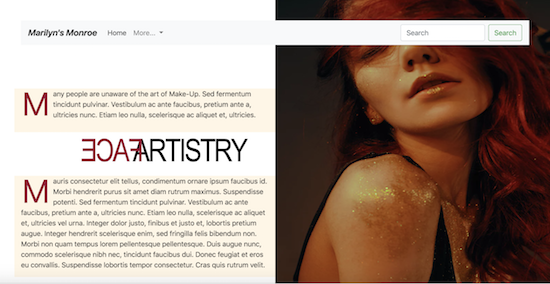 Marilyn's Monroe Home More... Search Search
Many people are unaware of the art of Make-Up. Sed fermentum
tincidunt pulvinar. Vestibulum ac ante faucibus, pretium ante a,
ultricies nunc. Etiam leo nulla, scelerisque ac aliquet et, ultricies.
FACE ARTISTRY
Mauris consectetur elit tellus, condimentum ornare ipsum faucibus id.
Morbi hendrerit purus sit amet diam rutrum maximus. Suspendisse
potenti. Sed fermentum tincidunt pulvinar. Vestibulum ac ante
faucibus, pretium ante a, ultricies nunc. Etiam leo nulla, scelerisque ac aliquet
et, ultricies vel urna. Integer dolor justo, finibus et justo et, lobortis pretium
augue. Integer hendrerit scelerisque enim, sed fringilla felis bibendum non.
Morbi non quam tempus lorem pellentesque pellentesque. Duis augue nunc,
commodo scelerisque nibh nec, tincidunt faucibus dui. Donec feugiat et eros
eu convallis. Suspendisse lobortis tempor consectetur. Cras quis rutrum velit.